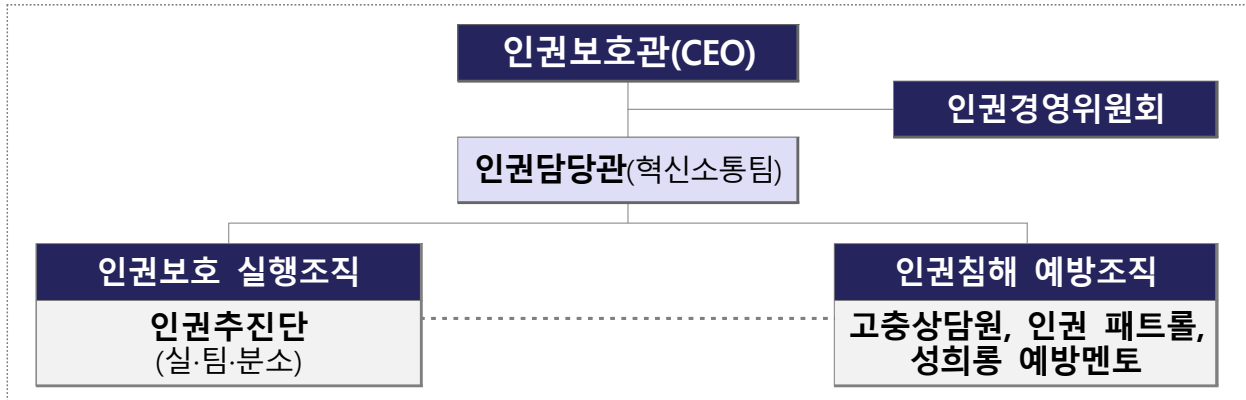 인권보호관(CEO)
인권경영위원회
인권담당관(혁신소통팀)
인권보호 실행조직
인권추진단
(실·팀·분소)
인권침해 예방조직
고충상담원, 인권 패트롤,
성희롱 예방멘토